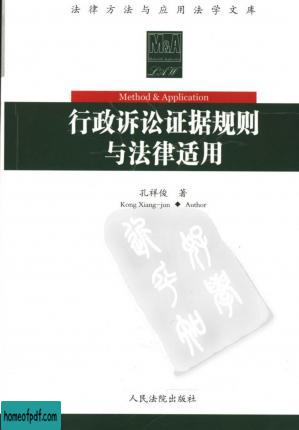 法律方法与应用法学文库
M&A
LAW
Method & Application
行政诉讼证据规则
与法律适用
孔祥俊 著
Kong Xiang-jun ◆ Author
人民法院出版社
homeofpdf.com